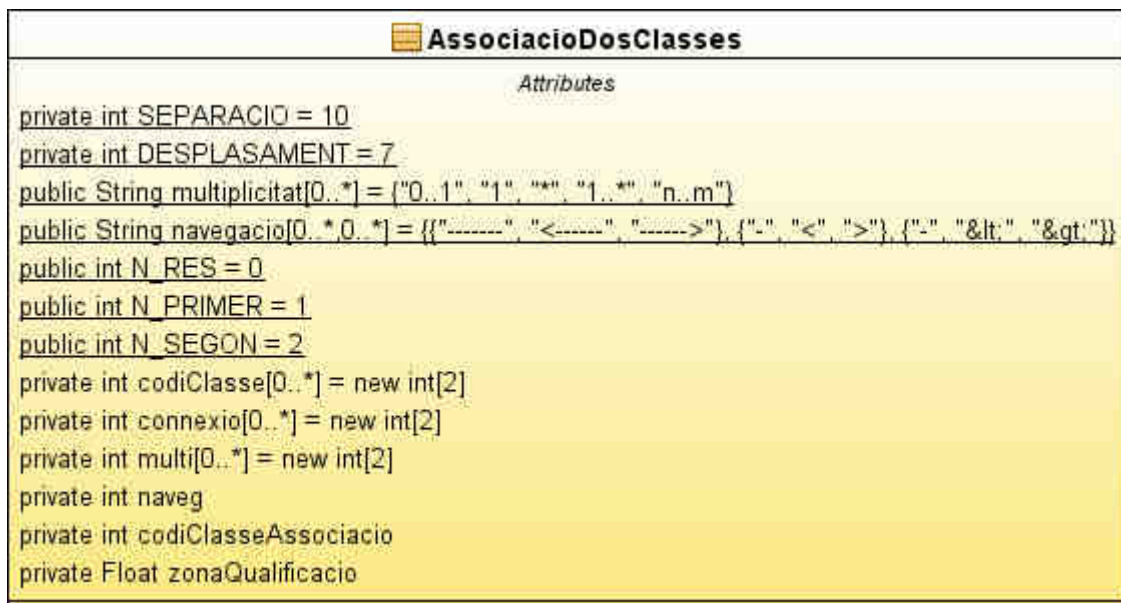 AssociacioDosClasses
Attributes
private int SEPARACIO = 10
private int DESPLASAMENT = 7
public String multiplicitat[0..*] = {"0..1", "1", "*", "1..*", "n..m"}
public String navegacio[0..*,0..*] = {{"-------", "<------", "------>"}, {"-", "<", ">"}, {"-", "&lt;", "&gt;"}}
public int N_RES = 0
public int N_PRIMER = 1
public int N_SEGON = 2
private int codiClasse[0..*] = new int[2]
private int connexio[0..*] = new int[2]
private int multi[0..*] = new int[2]
private int naveg
private int codiClasseAssociacio
private Float zonaQualificacio